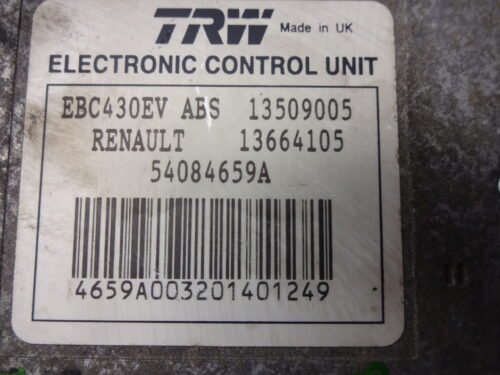 TRW Made in UK
ELECTRONIC CONTROL UNIT
EBC430EV ABS 13509005
RENAULT 13664105
54084659A
4659A003201401249